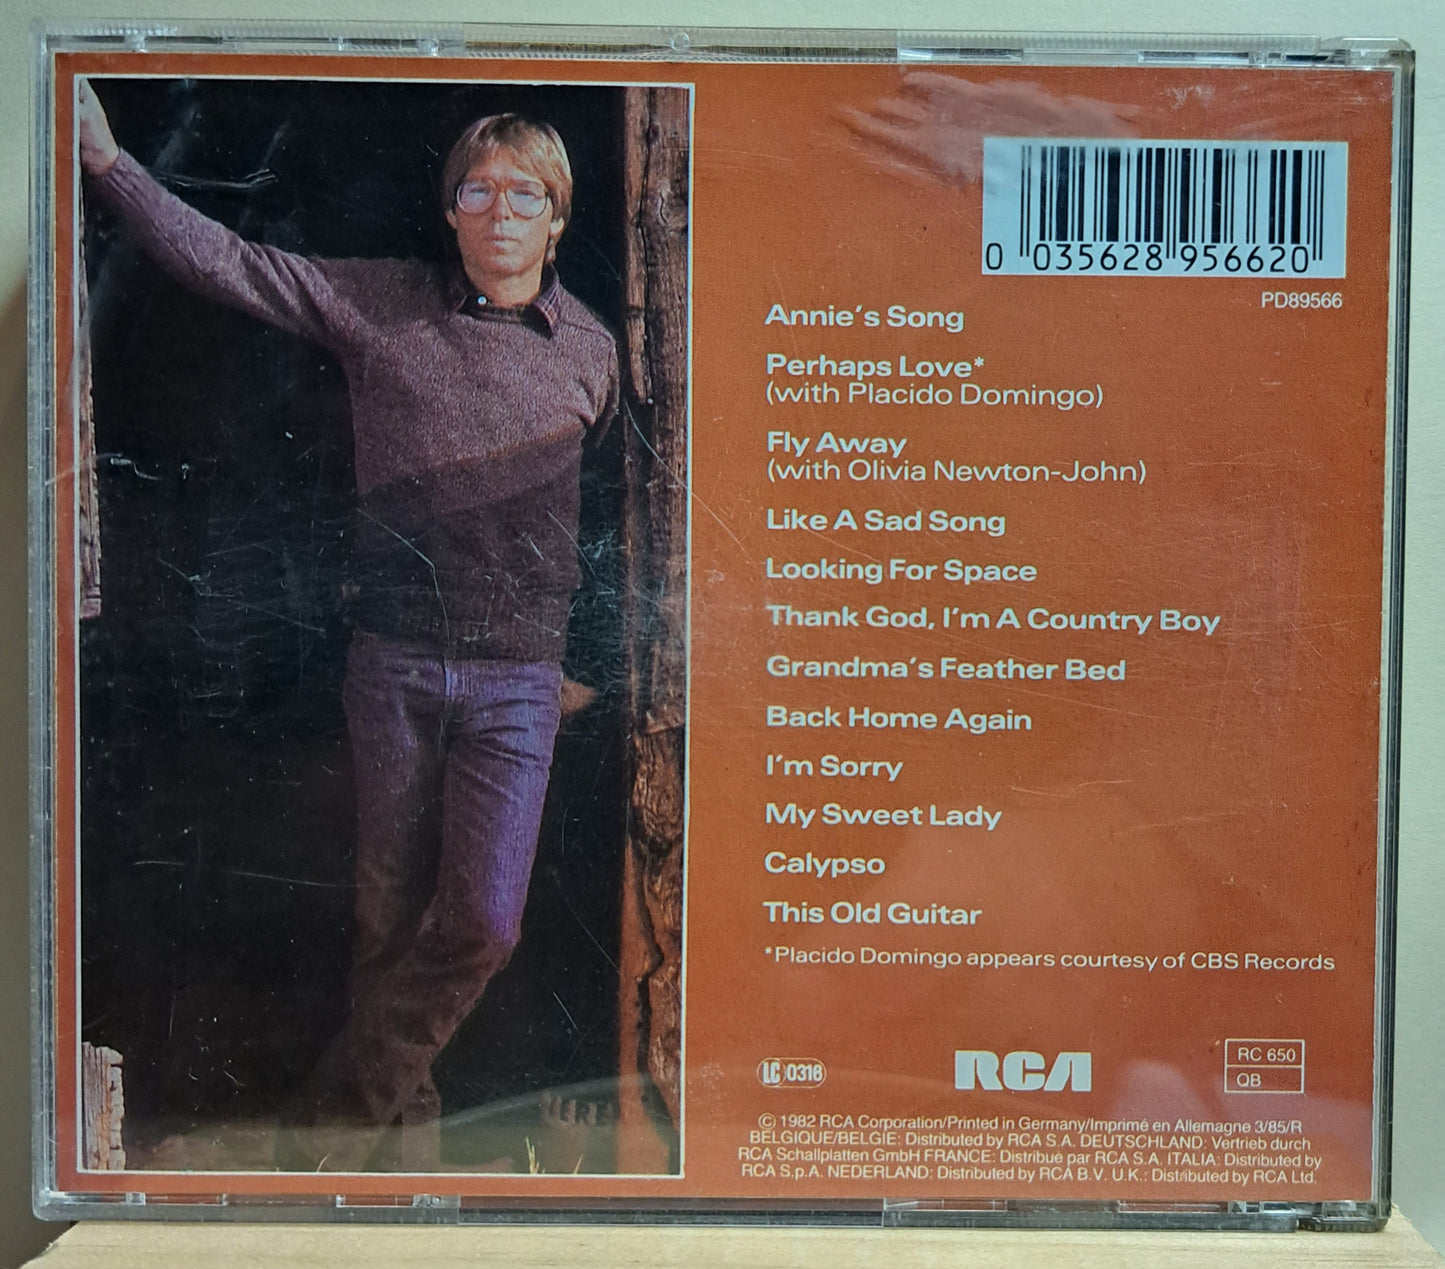 0 035628 956620
PD89566
Annie's Song
Perhaps Love*
(with Placido Domingo)
Fly Away
(with Olivia Newton-John)
Like A Sad Song
Looking For Space
Thank God, I'm A Country Boy
Grandma's Feather Bed
Back Home Again
I'm Sorry
My Sweet Lady
Calypso
This Old Guitar
*Placido Domingo appears courtesy of CBS Records
LC 0316
RCA
RC 650
QB
© 1982 RCA Corporation/Printed in Germany/Imprimé en Allemagne 3/85/R
BELGIQUE/BELGIE: Distributed by RCA S.A. DEUTSCHLAND: Vertrieb durch
RCA Schallplatten GmbH FRANCE: Distribué par RCA S.A. ITALIA: Distributed by
RCA S.p.A. NEDERLAND: Distributed by RCA B.V. U.K.: Distributed by RCA Ltd.